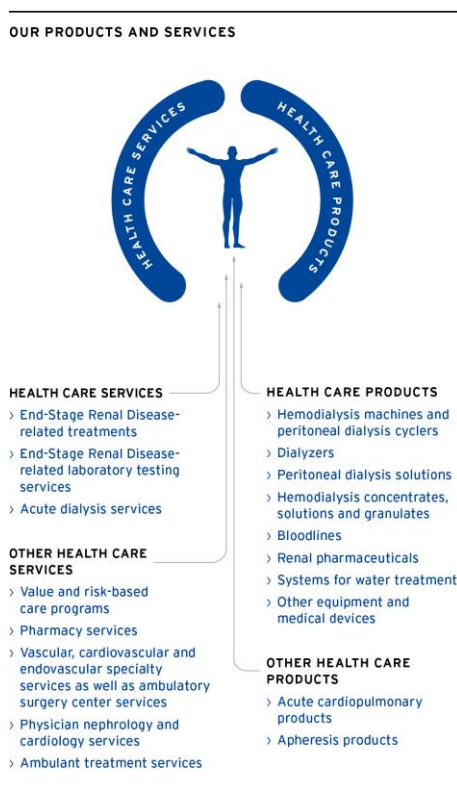 OUR PRODUCTS AND SERVICES
HEALTH CARE SERVICES
HEALTH CARE PRODUCTS
HEALTH CARE SERVICES
> End-Stage Renal Disease-
related treatments
> End-Stage Renal Disease-
related laboratory testing
services
> Acute dialysis services
OTHER HEALTH CARE
SERVICES
> Value and risk-based
care programs
> Pharmacy services
> Vascular, cardiovascular and
endovascular specialty
services as well as ambulatory
surgery center services
> Physician nephrology and
cardiology services
> Ambulant treatment services
HEALTH CARE PRODUCTS
> Hemodialysis machines and
peritoneal dialysis cyclers
> Dialyzers
> Peritoneal dialysis solutions
> Hemodialysis concentrates,
solutions and granulates
> Bloodlines
> Renal pharmaceuticals
> Systems for water treatment
> Other equipment and
medical devices
OTHER HEALTH CARE
PRODUCTS
> Acute cardiopulmonary
products
> Apheresis products